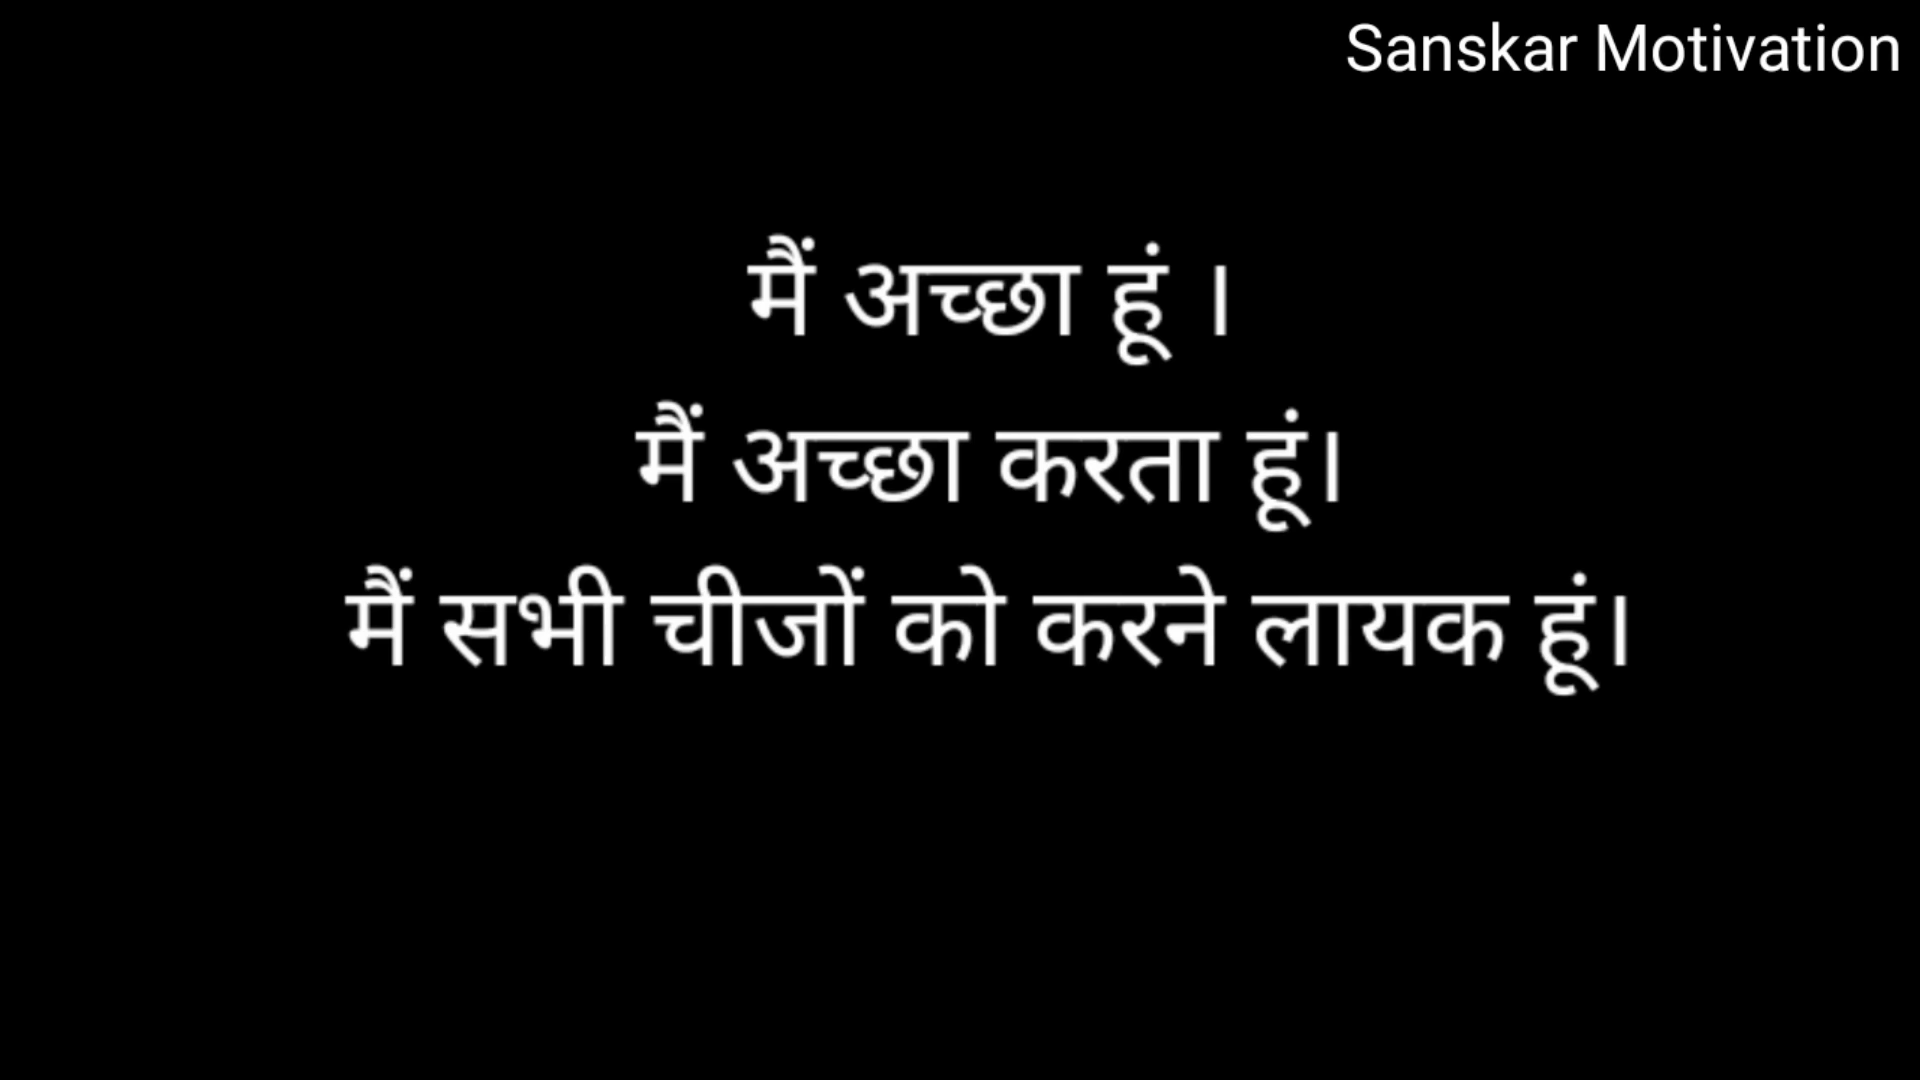 Sanskar Motivation
मैं अच्छा हूं ।
मैं अच्छा करता हूं।
मैं सभी चीजों को करने लायक हूं।